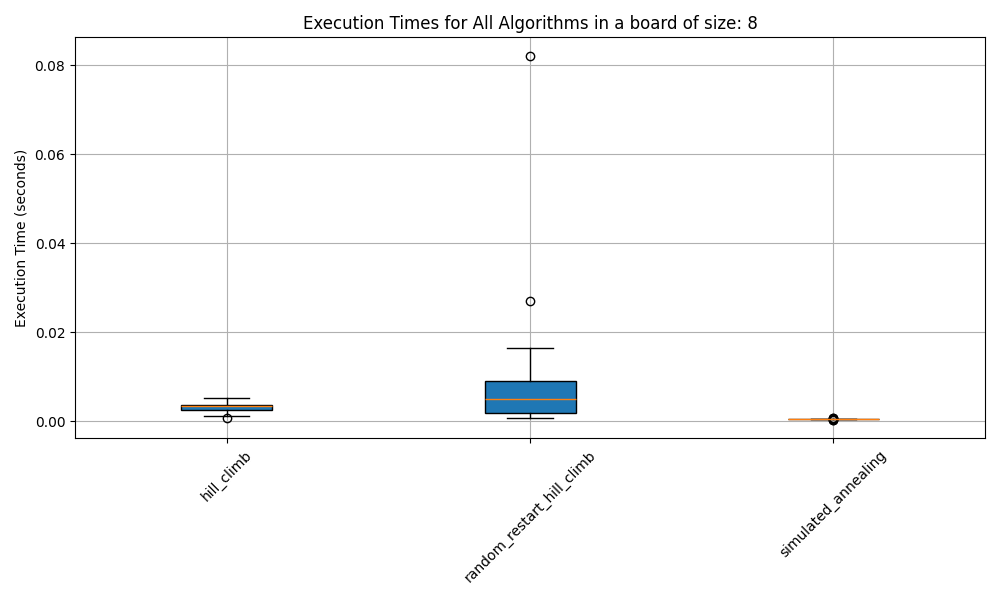 Execution Times for All Algorithms in a board of size: 8
Execution Time (seconds)
0.08
0.06
0.04
0.02
0.00
hill_climb
random_restart_hill_climb
simulated_annealing